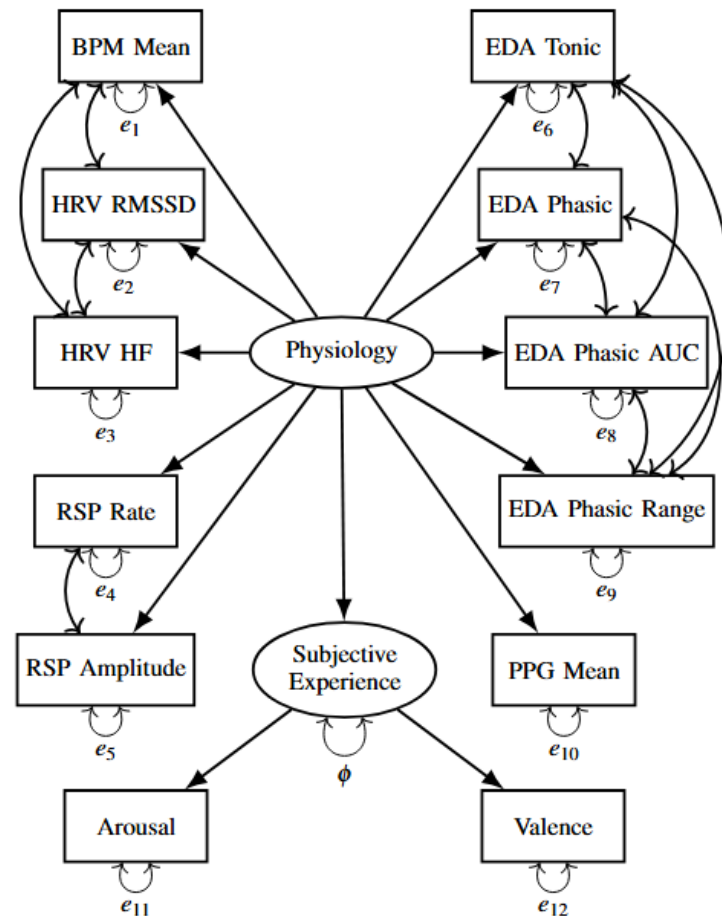 BPM Mean
EDA Tonic
e1
e6
HRV RMSSD
EDA Phasic
e2
e7
HRV HF
Physiology
EDA Phasic AUC
e3
e8
RSP Rate
EDA Phasic Range
e4
e9
RSP Amplitude
Subjective
Experience
PPG Mean
e5
ϕ
e10
Arousal
Valence
e11
e12